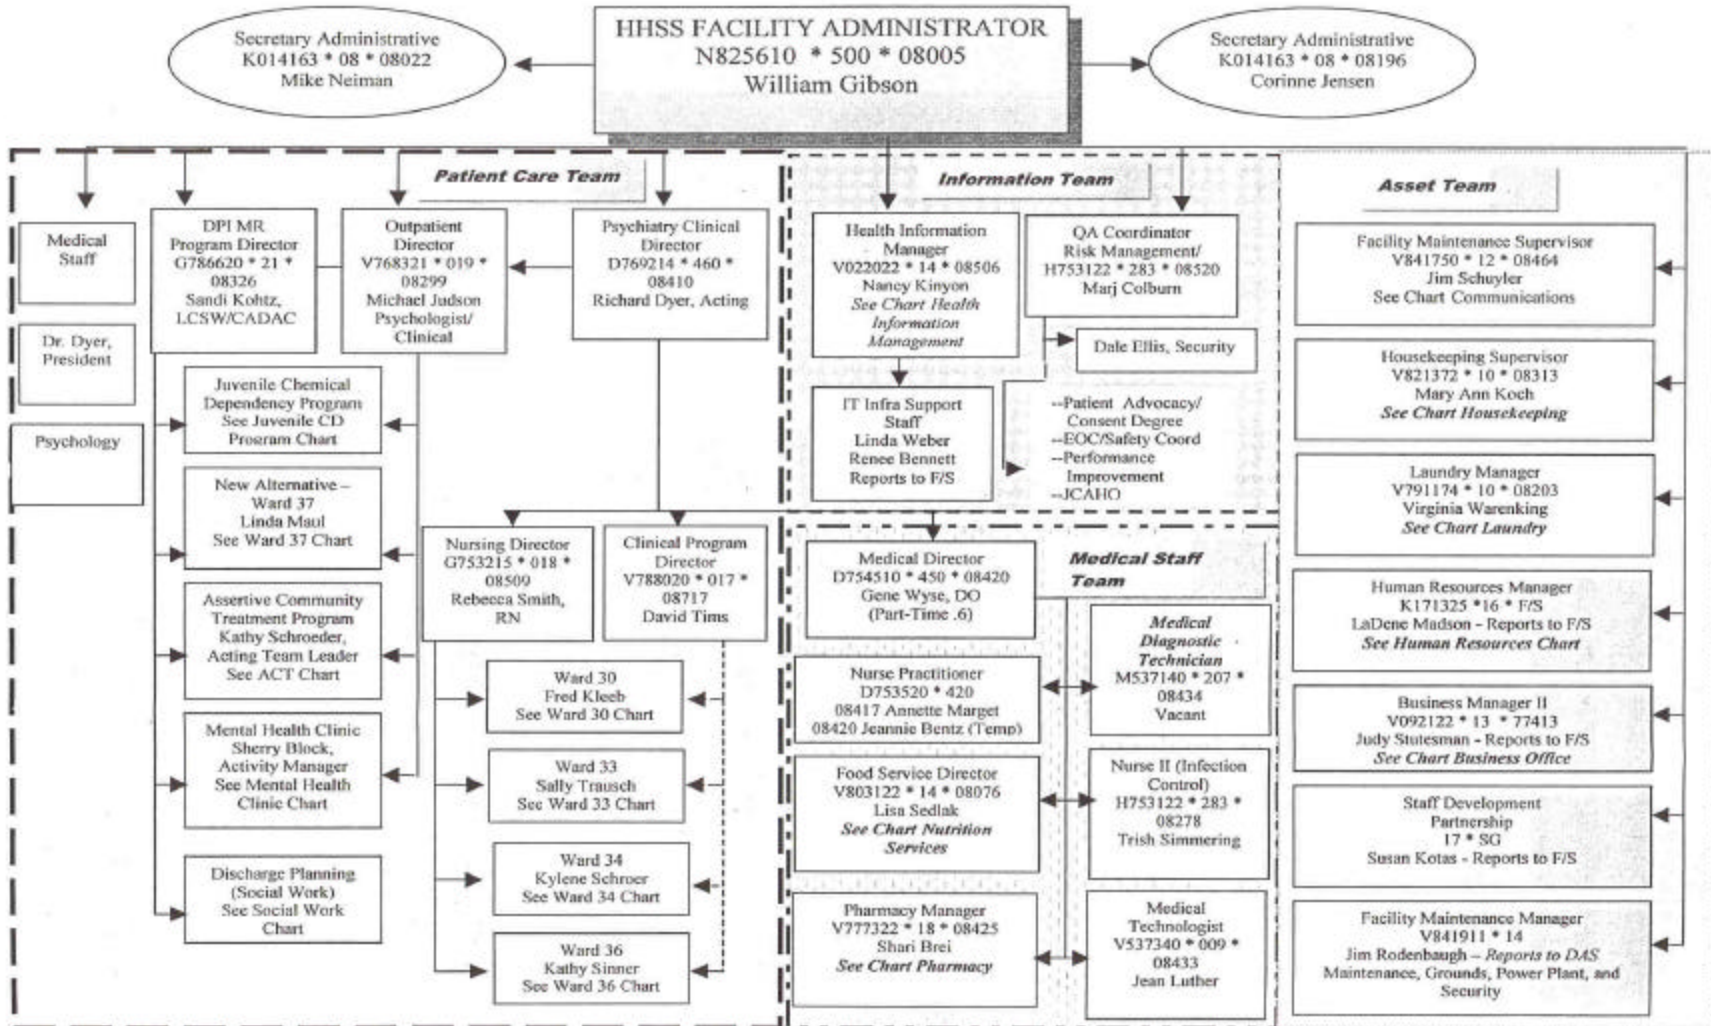 Secretary Administrative
K014163 * 08 * 08022
Mike Neiman
HHSS FACILITY ADMINISTRATOR
N825610 * 500 * 08005
William Gibson
Secretary Administrative
K014163 * 08 * 08196
Corinne Jensen
Patient Care Team
Medical
Staff
Dr. Dyer,
President
Psychology
DPI MR
Program Director
G786620 * 21 *
08326
Sandi Kohtz,
LCSW/CADAC
Outpatient
Director
V768321 * 019 *
08299
Michael Judson
Psychologist/
Clinical
Psychiatry Clinical
Director
D769214 * 460 *
08410
Richard Dyer, Acting
Juvenile Chemical
Dependency Program
See Juvenile CD
Program Chart
New Alternative –
Ward 37
Linda Maul
See Ward 37 Chart
Assertive Community
Treatment Program
Kathy Schroeder,
Acting Team Leader
See ACT Chart
Mental Health Clinic
Sherry Block,
Activity Manager
See Mental Health
Clinic Chart
Discharge Planning
(Social Work)
See Social Work
Chart
Nursing Director
G753215 * 018 *
08509
Rebecca Smith,
RN
Clinical Program
Director
V788020 * 017 *
08717
David Tims
Ward 30
Fred Kleeb
See Ward 30 Chart
Ward 33
Sally Trausch
See Ward 33 Chart
Ward 34
Kylene Schroer
See Ward 34 Chart
Ward 36
Kathy Sinner
See Ward 36 Chart
Information Team
Health Information
Manager
V022022 * 14 * 08506
Nancy Kinyon
See Chart Health
Information
Management
QA Coordinator
Risk Management/
H753122 * 283 * 08520
Marj Colburn
Dale Ellis, Security
IT Infra Support
Staff
Linda Weber
Renee Bennett
Reports to F/S
--Patient Advocacy/
Consent Degree
--EOC/Safety Coord
--Performance
Improvement
--JCAHO
Medical Staff
Team
Medical Director
D754510 * 450 * 08420
Gene Wyse, DO
(Part-Time .6)
Nurse Practitioner
D753520 * 420
08417 Annette Marget
08420 Jeannie Bentz (Temp)
Food Service Director
V803122 * 14 * 08076
Lisa Sedlak
See Chart Nutrition
Services
Pharmacy Manager
V777322 * 18 * 08425
Shari Brei
See Chart Pharmacy
Medical
Diagnostic
Technician
M537140 * 207 *
08434
Vacant
Nurse II (Infection
Control)
H753122 * 283 *
08278
Trish Simmering
Medical
Technologist
V537340 * 009 *
08433
Jean Luther
Asset Team
Facility Maintenance Supervisor
V841750 * 12 * 08464
Jim Schuyler
See Chart Communications
Housekeeping Supervisor
V821372 * 10 * 08313
Mary Ann Koch
See Chart Housekeeping
Laundry Manager
V791174 * 10 * 08203
Virginia Warenking
See Chart Laundry
Human Resources Manager
K171325 *16 * F/S
LaDene Madson - Reports to F/S
See Human Resources Chart
Business Manager II
V092122 * 13 * 77413
Judy Stutesman - Reports to F/S
See Chart Business Office
Staff Development
Partnership
17 * SG
Susan Kotas - Reports to F/S
Facility Maintenance Manager
V841911 * 14
Jim Rodenbaugh – Reports to DAS
Maintenance, Grounds, Power Plant, and
Security